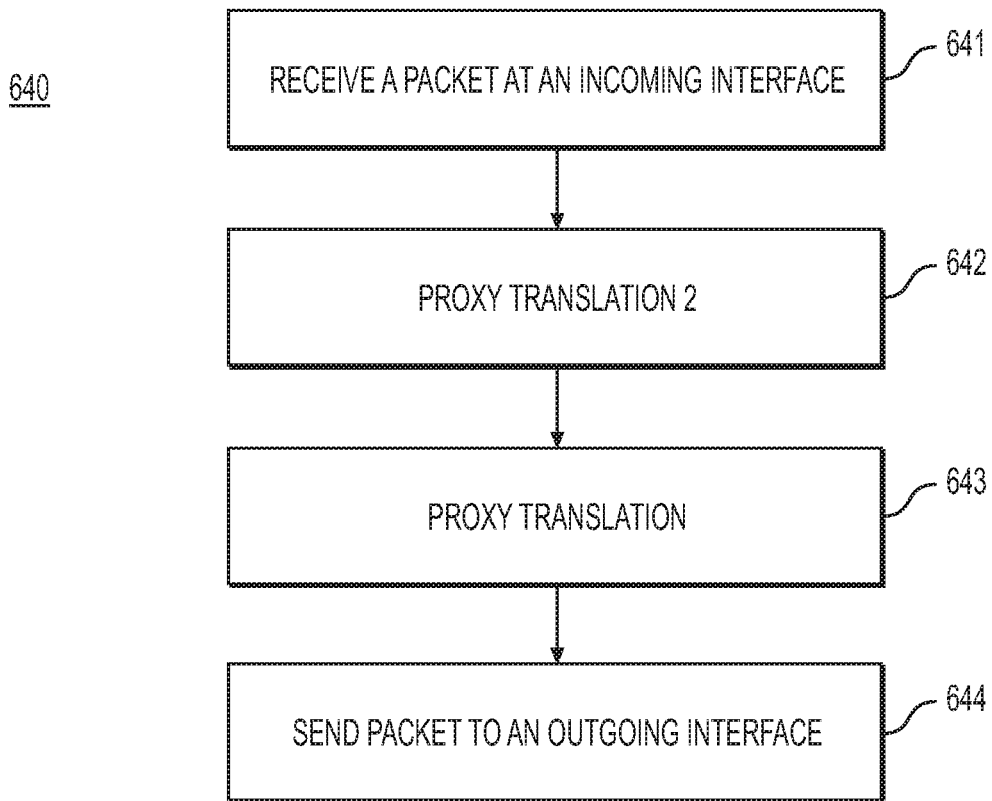 640
RECEIVE A PACKET AT AN INCOMING INTERFACE
641
PROXY TRANSLATION 2
642
PROXY TRANSLATION
643
SEND PACKET TO AN OUTGOING INTERFACE
644